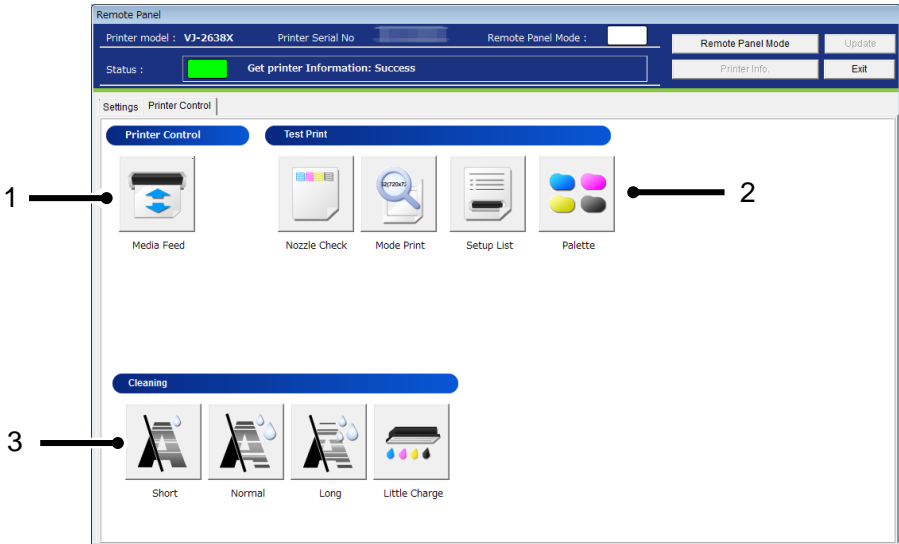 Remote Panel
Printer model : VJ-2638X Printer Serial No Remote Panel Mode :
Remote Panel Mode Update
Status : Get printer Information: Success
Printer Info. Exit
Settings Printer Control
Printer Control Test Print
1
2
Media Feed Nozzle Check Mode Print Setup List Palette
Cleaning
3
Short Normal Long Little Charge